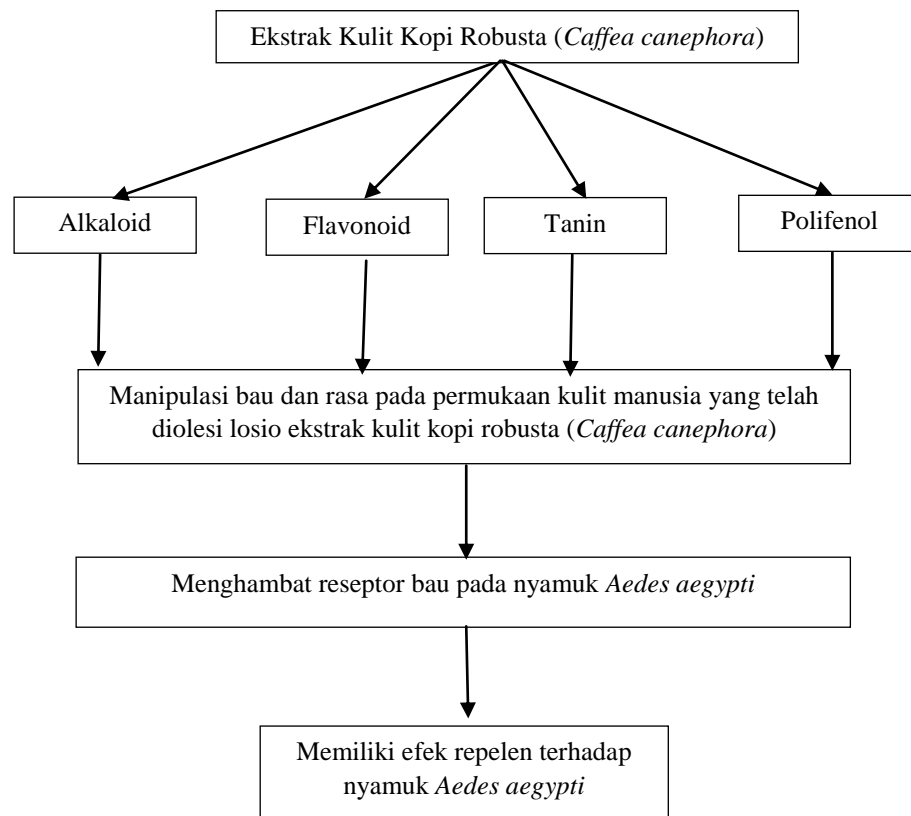 Ekstrak Kulit Kopi Robusta (Caffea canephora)
Alkaloid
Flavonoid
Tanin
Polifenol
Manipulasi bau dan rasa pada permukaan kulit manusia yang telah
diolesi losio ekstrak kulit kopi robusta (Caffea canephora)
Menghambat reseptor bau pada nyamuk Aedes aegypti
Memiliki efek repelen terhadap
nyamuk Aedes aegypti